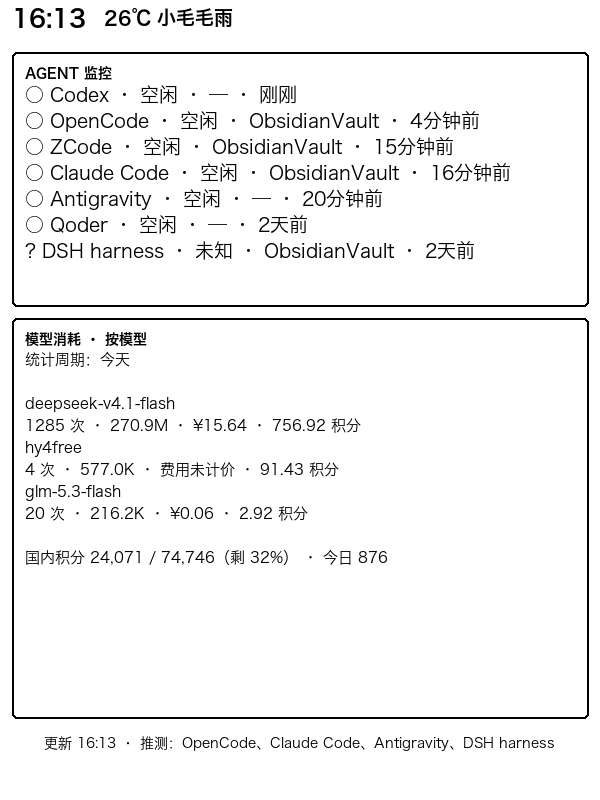 16:13 26℃ 小毛毛雨
AGENT 监控
○ Codex · 空闲 · — · 刚刚
○ OpenCode · 空闲 · ObsidianVault · 4分钟前
○ ZCode · 空闲 · ObsidianVault · 15分钟前
○ Claude Code · 空闲 · ObsidianVault · 16分钟前
○ Antigravity · 空闲 · — · 20分钟前
○ Qoder · 空闲 · — · 2天前
? DSH harness · 未知 · ObsidianVault · 2天前
模型消耗 · 按模型
统计周期：今天
deepseek-v4.1-flash
1285 次 · 270.9M · ¥15.64 · 756.92 积分
hy4free
4 次 · 577.0K · 费用未计价 · 91.43 积分
glm-5.3-flash
20 次 · 216.2K · ¥0.06 · 2.92 积分
国内积分 24,071 / 74,746（剩 32%） · 今日 876
更新 16:13 · 推测：OpenCode、Claude Code、Antigravity、DSH harness